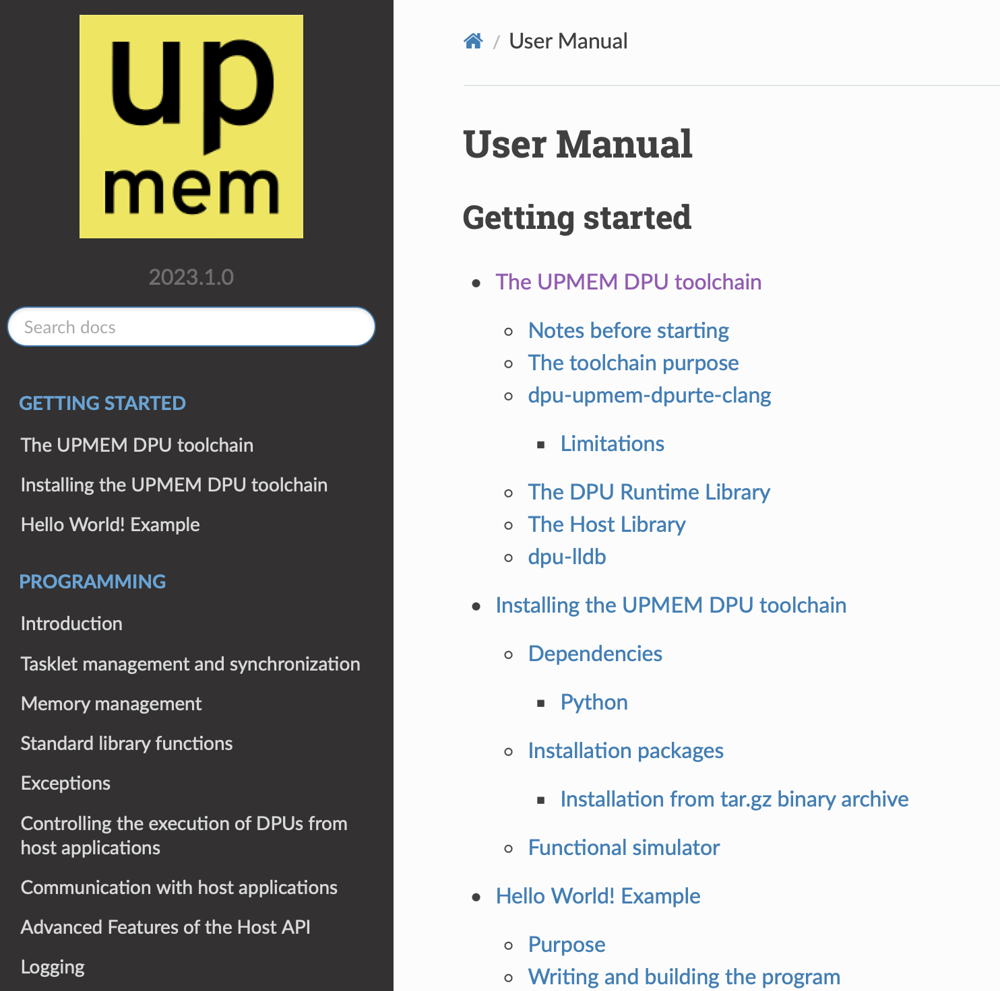 up
mem
2023.1.0
Search docs
GETTING STARTED
The UPMEM DPU toolchain
Installing the UPMEM DPU toolchain
Hello World! Example
PROGRAMMING
Introduction
Tasklet management and synchronization
Memory management
Standard library functions
Exceptions
Controlling the execution of DPUs from
host applications
Communication with host applications
Advanced Features of the Host API
Logging
/ User Manual
User Manual
Getting started
The UPMEM DPU toolchain
Notes before starting
The toolchain purpose
dpu-upmem-dpurte-clang
Limitations
The DPU Runtime Library
The Host Library
dpu-lldb
Installing the UPMEM DPU toolchain
Dependencies
Python
Installation packages
Installation from tar.gz binary archive
Functional simulator
Hello World! Example
Purpose
Writing and building the program